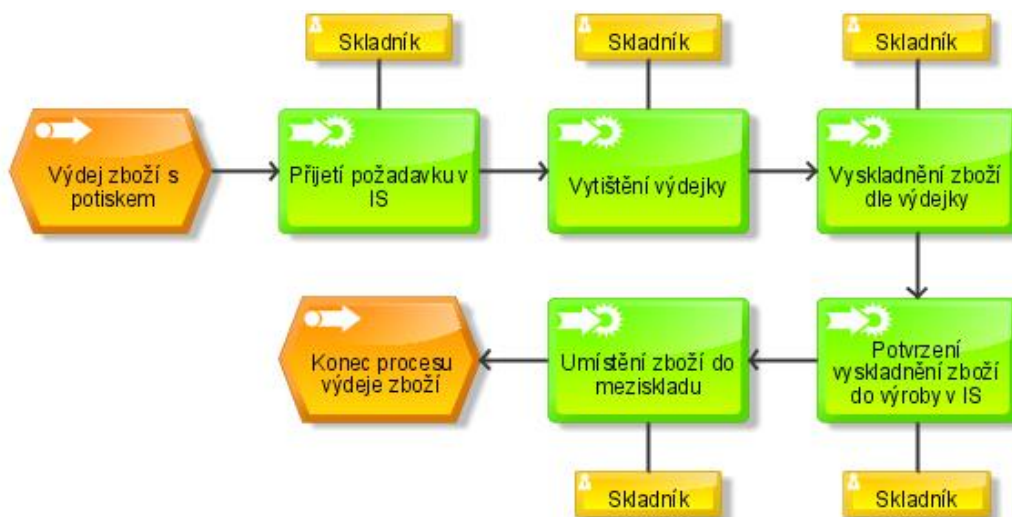 Skladník
Skladník
Skladník
Výdej zboží s
potiskem
Přijetí požadavku v
IS
Vytištění výdejky
Vyskladnění zboží
dle výdejky
Konec procesu
výdeje zboží
Umístění zboží do
meziskladu
Potvrzení
vyskladnění zboží
do výroby v IS
Skladník
Skladník